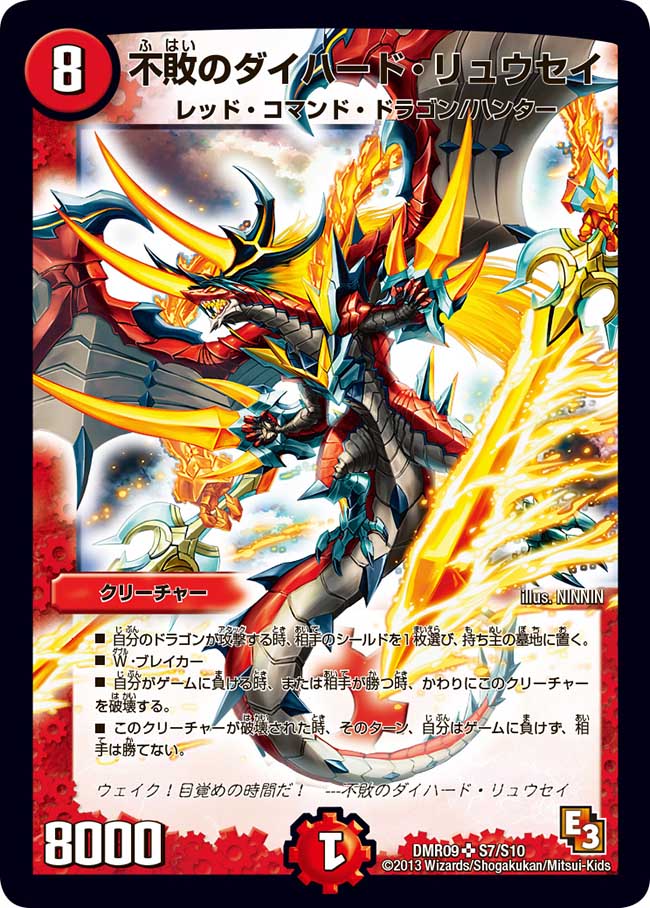 8
不敗のダイハード・リュウセイ
ふ はい
レッド・コマンド・ドラゴン/ハンター
クリーチャー
illus. NINNIN
■ 自分のドラゴンが攻撃する時、相手のシールドを1枚選び、持ち主の墓地に置く。
■ W・ブレイカー
■ 自分がゲームに負ける時、または相手が勝つ時、かわりにこのクリーチャー
を破壊する。
■ このクリーチャーが破壊された時、そのターン、自分はゲームに負けず、相
手は勝てない。
ウェイク！目覚めの時間だ！ ---不敗のダイハード・リュウセイ
8000
1
E3
DMR09 S7/S10
©2013 Wizards/Shogakukan/Mitsui-Kids